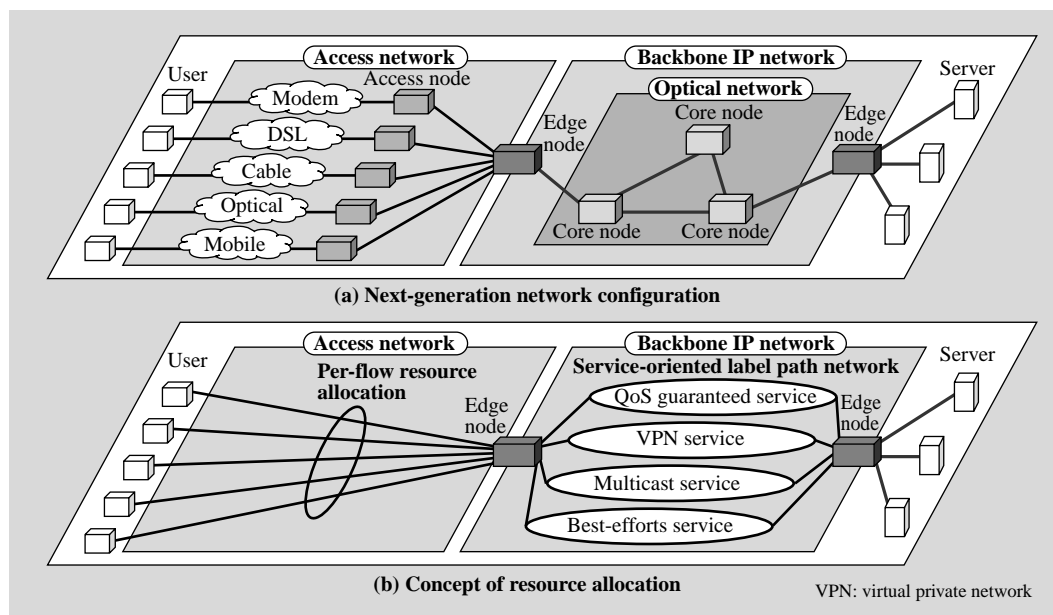 Access network
Backbone IP network
User
Access node
Server
Modem
Optical network
Core node
Edge
node
Edge
node
DSL
Cable
Optical
Core node
Core node
Mobile
(a) Next-generation network configuration
Access network
Backbone IP network
User
Per-flow resource
allocation
Service-oriented label path network
Server
QoS guaranteed service
Edge
node
Edge
node
VPN service
Multicast service
Best-efforts service
(b) Concept of resource allocation
VPN: virtual private network